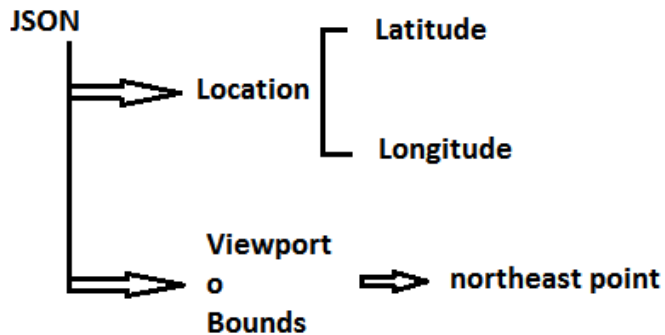 JSON
Latitude
Location
Longitude
Viewport
o
Bounds
northeast point